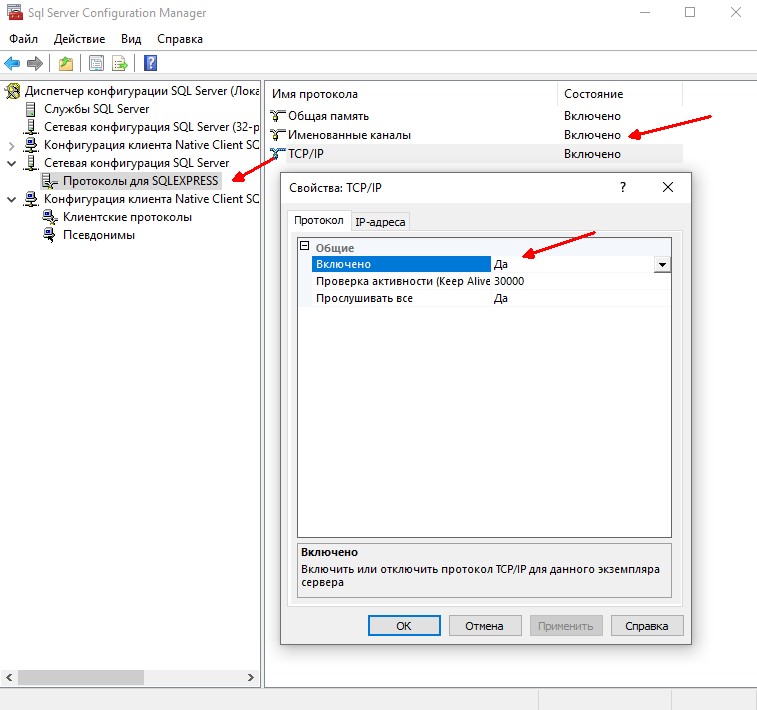 Sql Server Configuration Manager
Файл Действие Вид Справка
Диспетчер конфигурации SQL Server (Лока
Службы SQL Server
Сетевая конфигурация SQL Server (32-р
Конфигурация клиента Native Client SC
Сетевая конфигурация SQL Server
Протоколы для SQLEXPRESS
Конфигурация клиента Native Client SC
Клиентские протоколы
Псевдонимы
Имя протокола Состояние
Общая память Включено
Именованные каналы Включено
TCP/IP Включено
Свойства: TCP/IP
Протокол IP-адреса
Общие
Включено Да
Проверка активности (Keep Alive 30000
Прослушивать все Да
Включено
Включить или отключить протокол TCP/IP для данного экземпляра
сервера
ОК Отмена Применить Справка